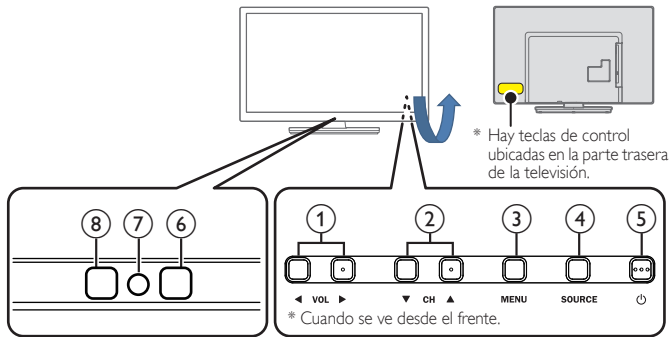 * Hay teclas de control
ubicadas en la parte trasera
de la televisión.
8 7 6
1 2 3 4 5
◄ VOL ► ▼ CH ▲ MENU SOURCE ⏻
* Cuando se ve desde el frente.